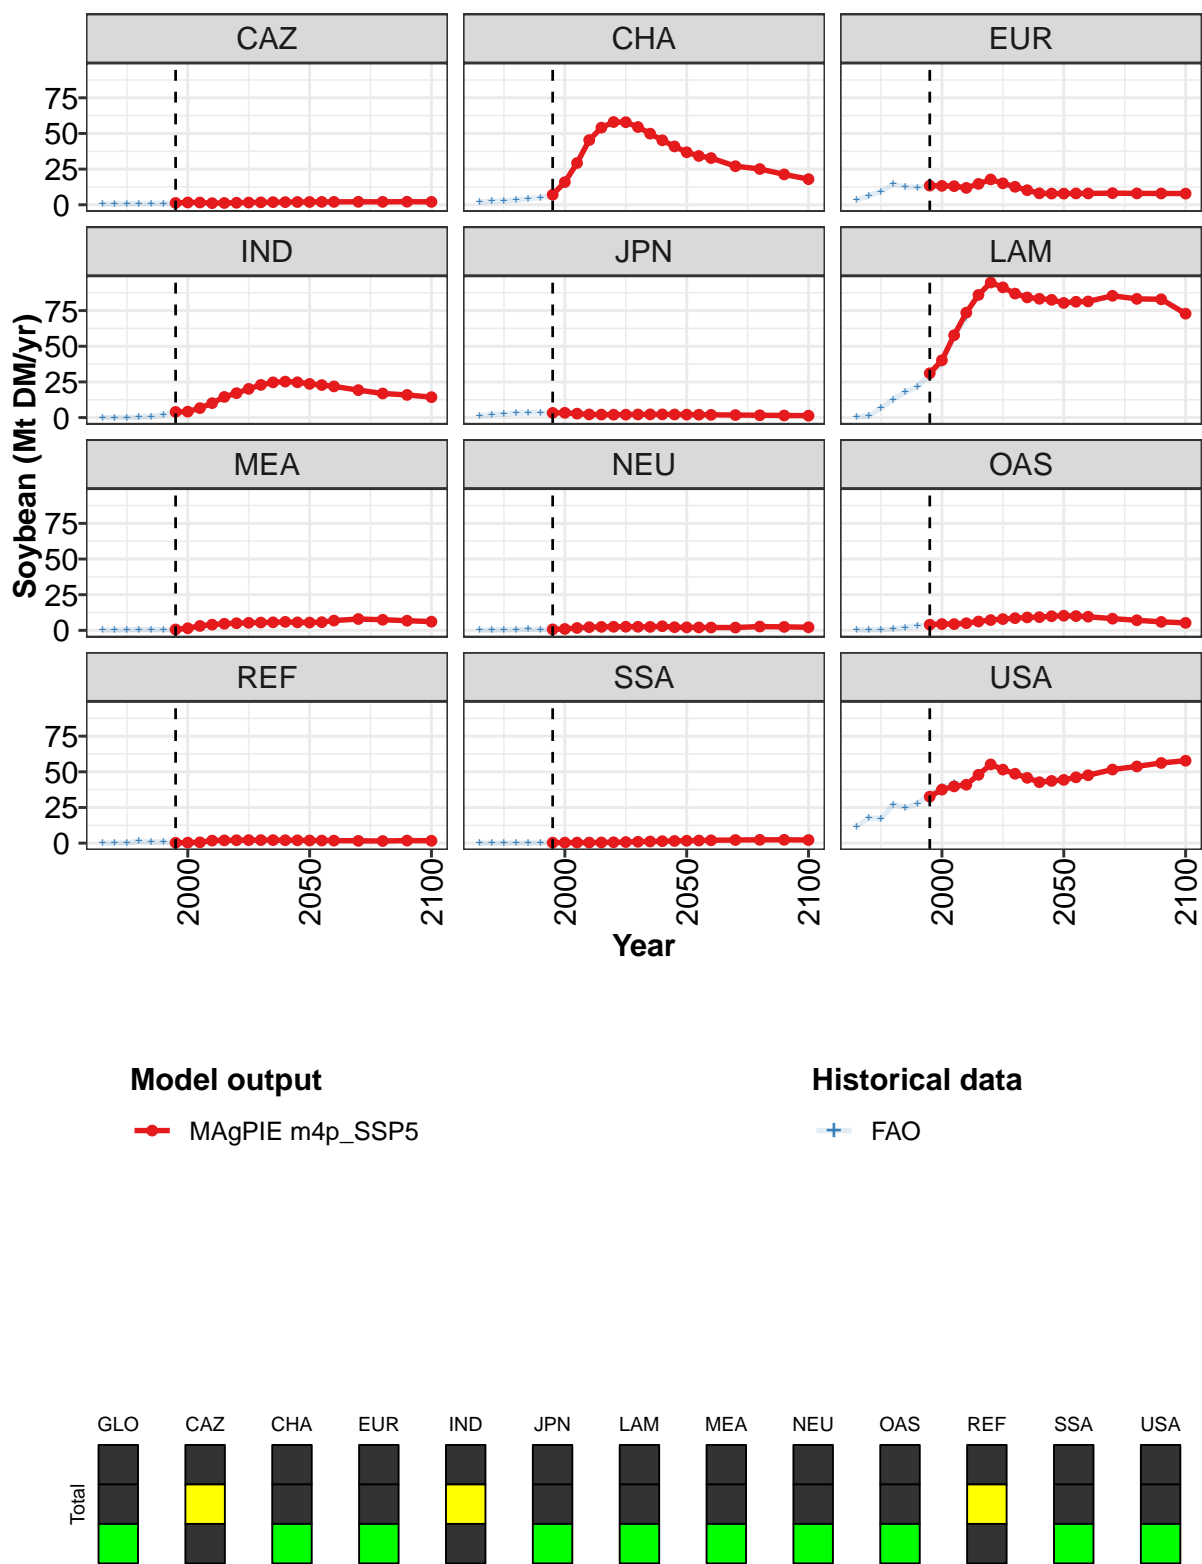 CAZ CHA EUR
75
50
25
0
IND JPN LAM
75
50
25
0
MEA NEU OAS
75
50
25
0
REF SSA USA
75
50
25
0
Soybean (Mt DM/yr)
2000 2050 2100 2000 2050 2100 2000 2050 2100
Year
Model output Historical data
MAgPIE m4p_SSP5 FAO
GLO CAZ CHA EUR IND JPN LAM MEA NEU OAS REF SSA USA
Total